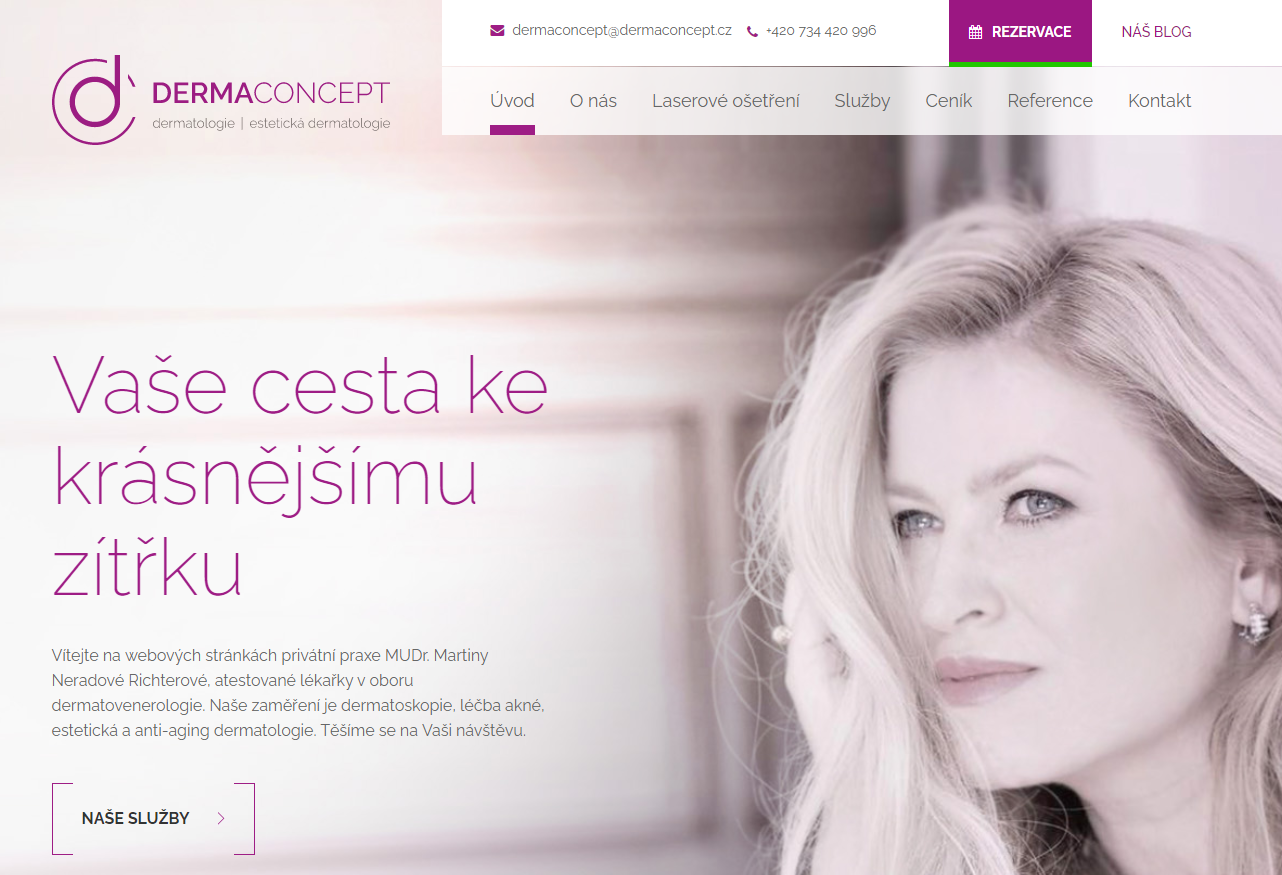 dermaconcept@dermaconcept.cz +420 734 420 996 REZERVACE NÁŠ BLOG
DERMACONCEPT
dermatologie | estetická dermatologie
Úvod O nás Laserové ošetření Služby Ceník Reference Kontakt
Vaše cesta ke
krásnějšímu
zítřku
Vítejte na webových stránkách privátní praxe MUDr. Martiny
Neradové Richterové, atestované lékařky v oboru
dermatovenerologie. Naše zaměření je dermatoskopie, léčba akné,
estetická a anti-aging dermatologie. Těšíme se na Vaši návštěvu.
NAŠE SLUŽBY